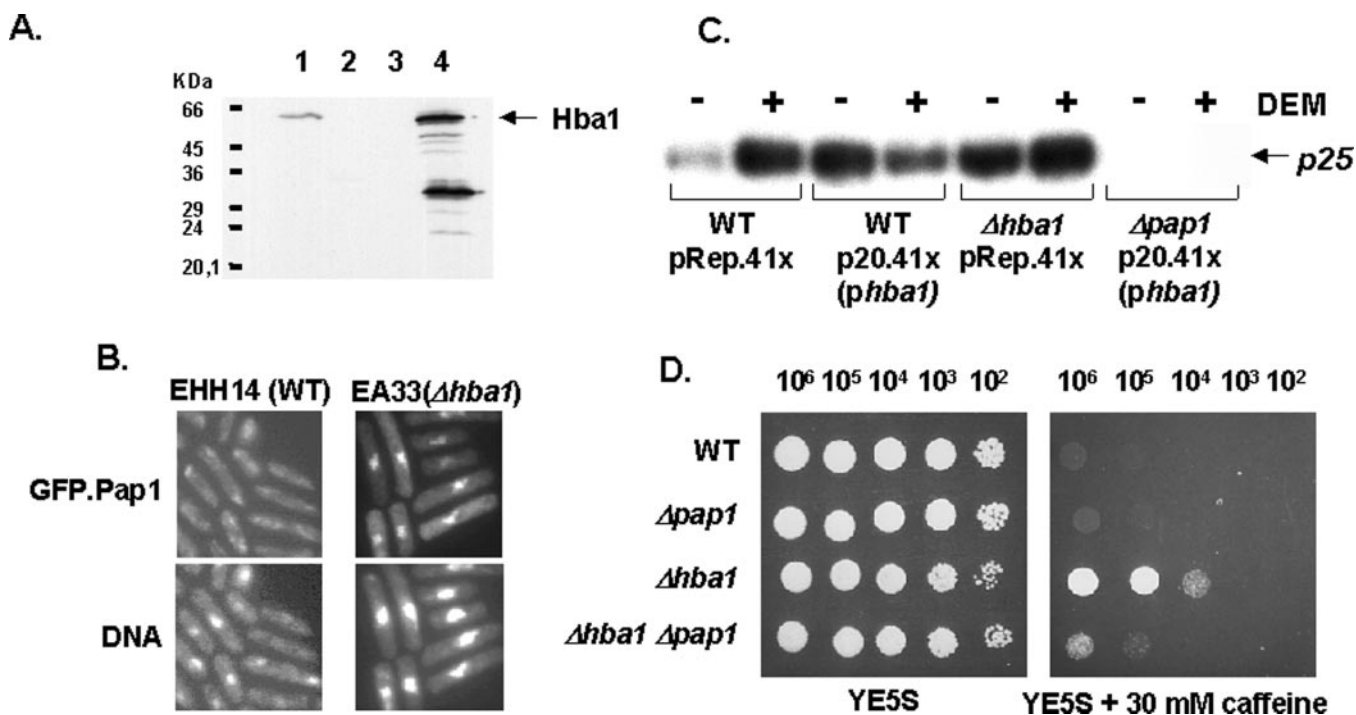 A.
1 2 3 4
KDa
66
45
36
29
24
20,1
Hba1
B.
EHH14 (WT) EA33(Δhba1)
GFP.Pap1
DNA
C.
- + - + - + - + DEM
p25
WT WT Δhba1 Δpap1
pRep.41x p20.41x pRep.41x p20.41x
(phba1) (phba1)
D.
10⁶ 10⁵ 10⁴ 10³ 10² 10⁶ 10⁵ 10⁴ 10³ 10²
WT
Δpap1
Δhba1
Δhba1 Δpap1
YE5S YE5S + 30 mM caffeine